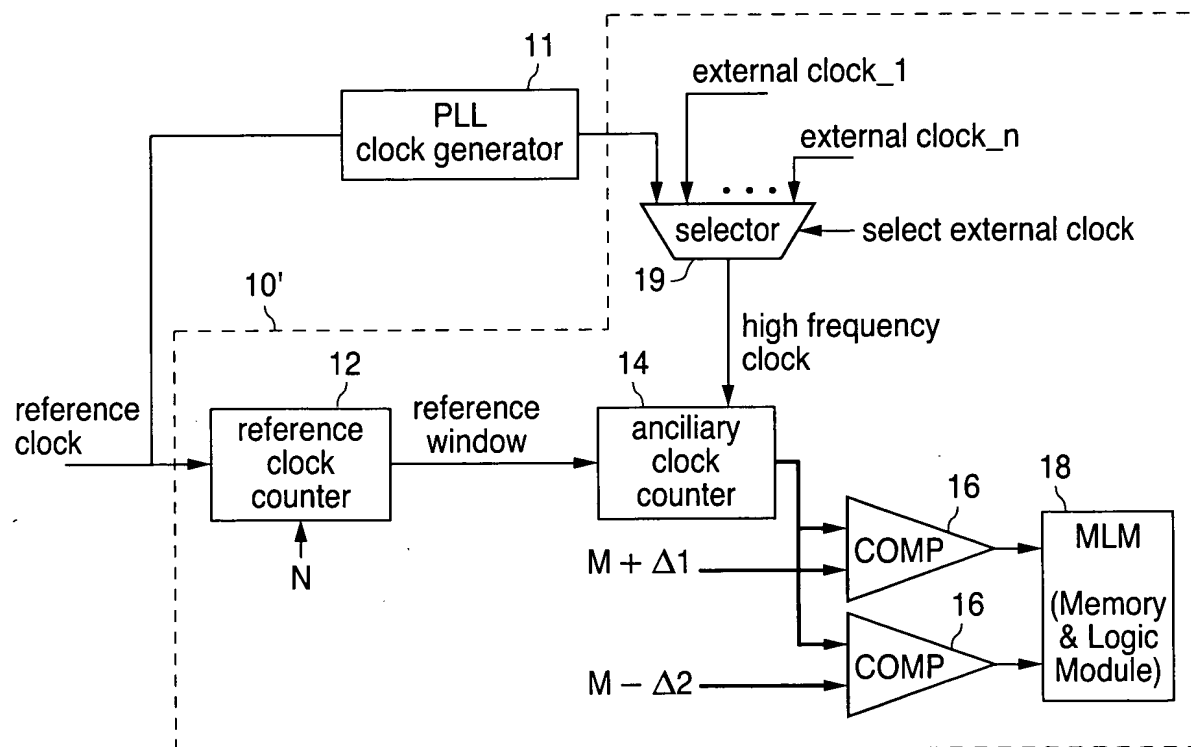 11
PLL
clock generator
external clock_1
external clock_n
• • •
selector
select external clock
19
10'
high frequency
clock
reference
clock
12
reference
clock
counter
N
reference
window
14
anciliary
clock
counter
M + Δ1
M – Δ2
16
COMP
16
COMP
18
MLM
(Memory
& Logic
Module)